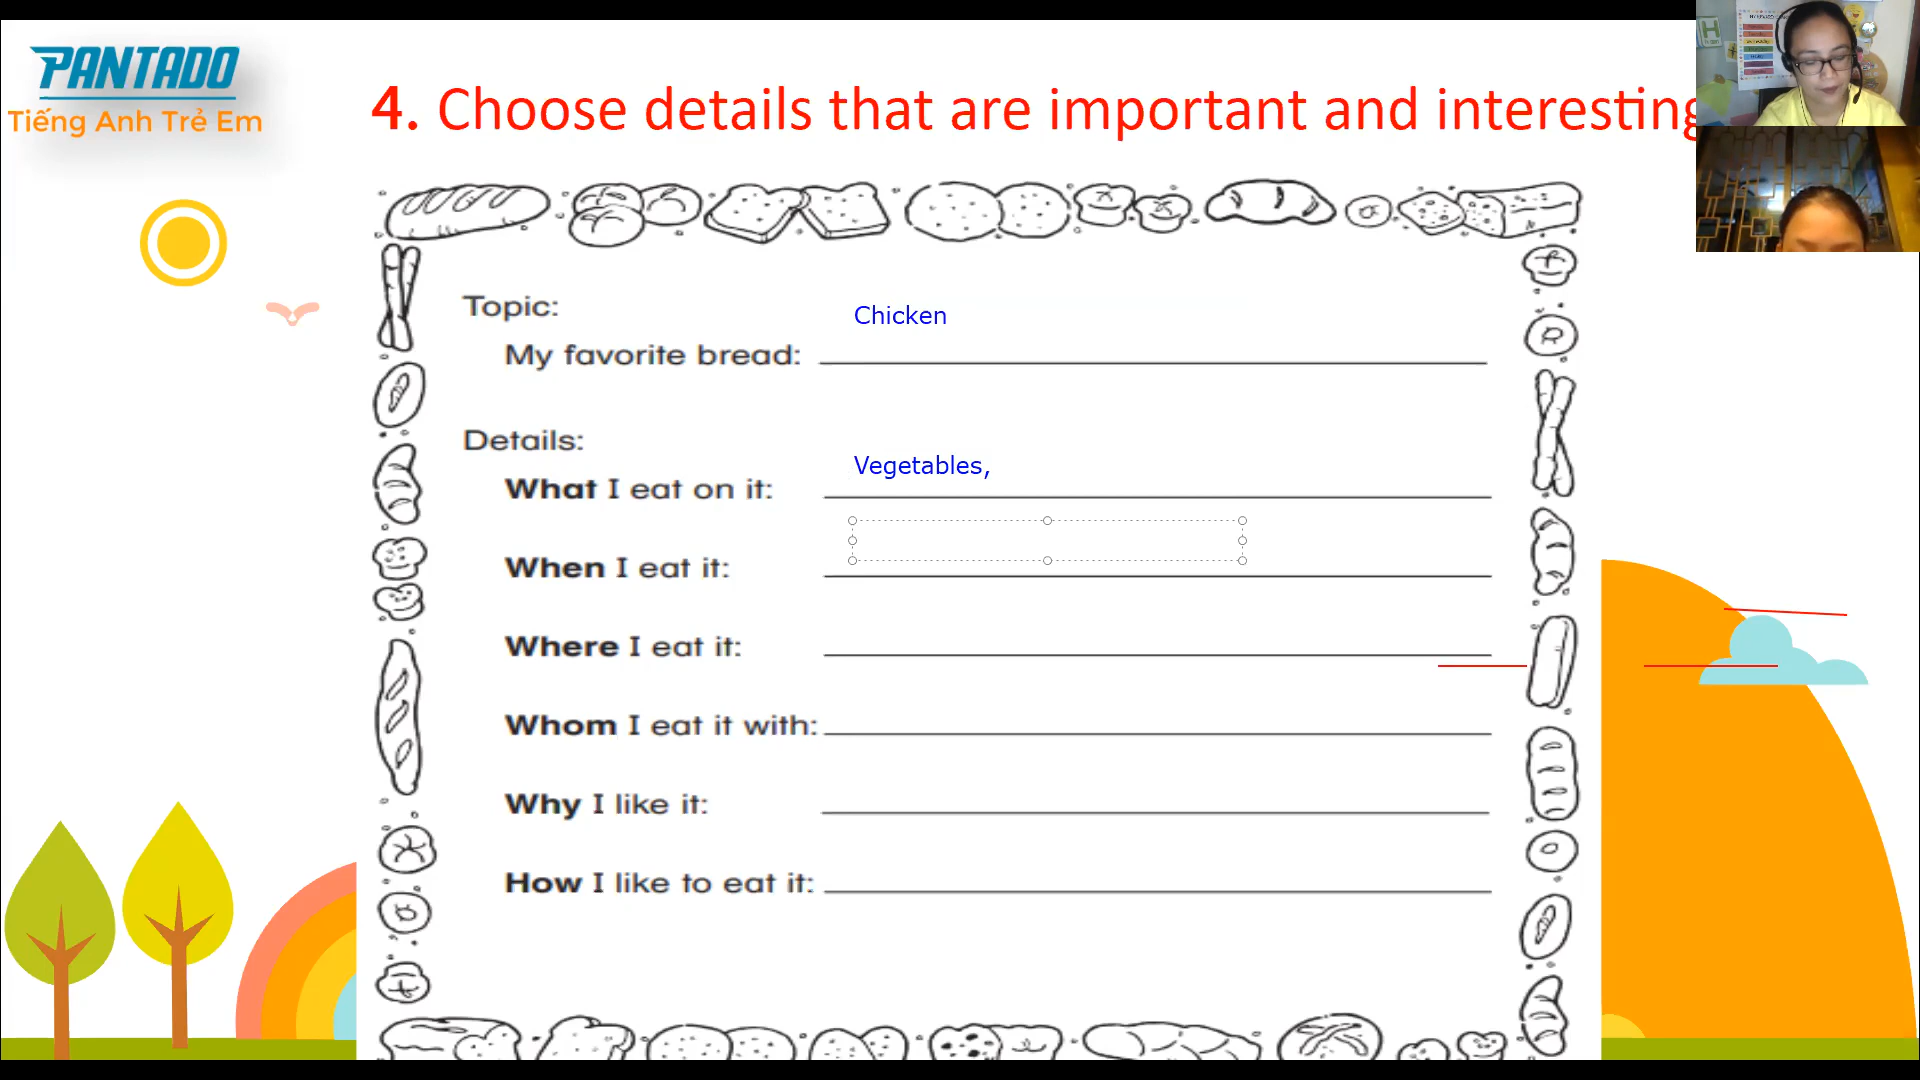 PANTADO
Tiếng Anh Trẻ Em
4. Choose details that are important and interesting
Topic:
Chicken
My favorite bread:
Details:
Vegetables,
What I eat on it:
When I eat it:
Where I eat it:
Whom I eat it with:
Why I like it:
How I like to eat it: